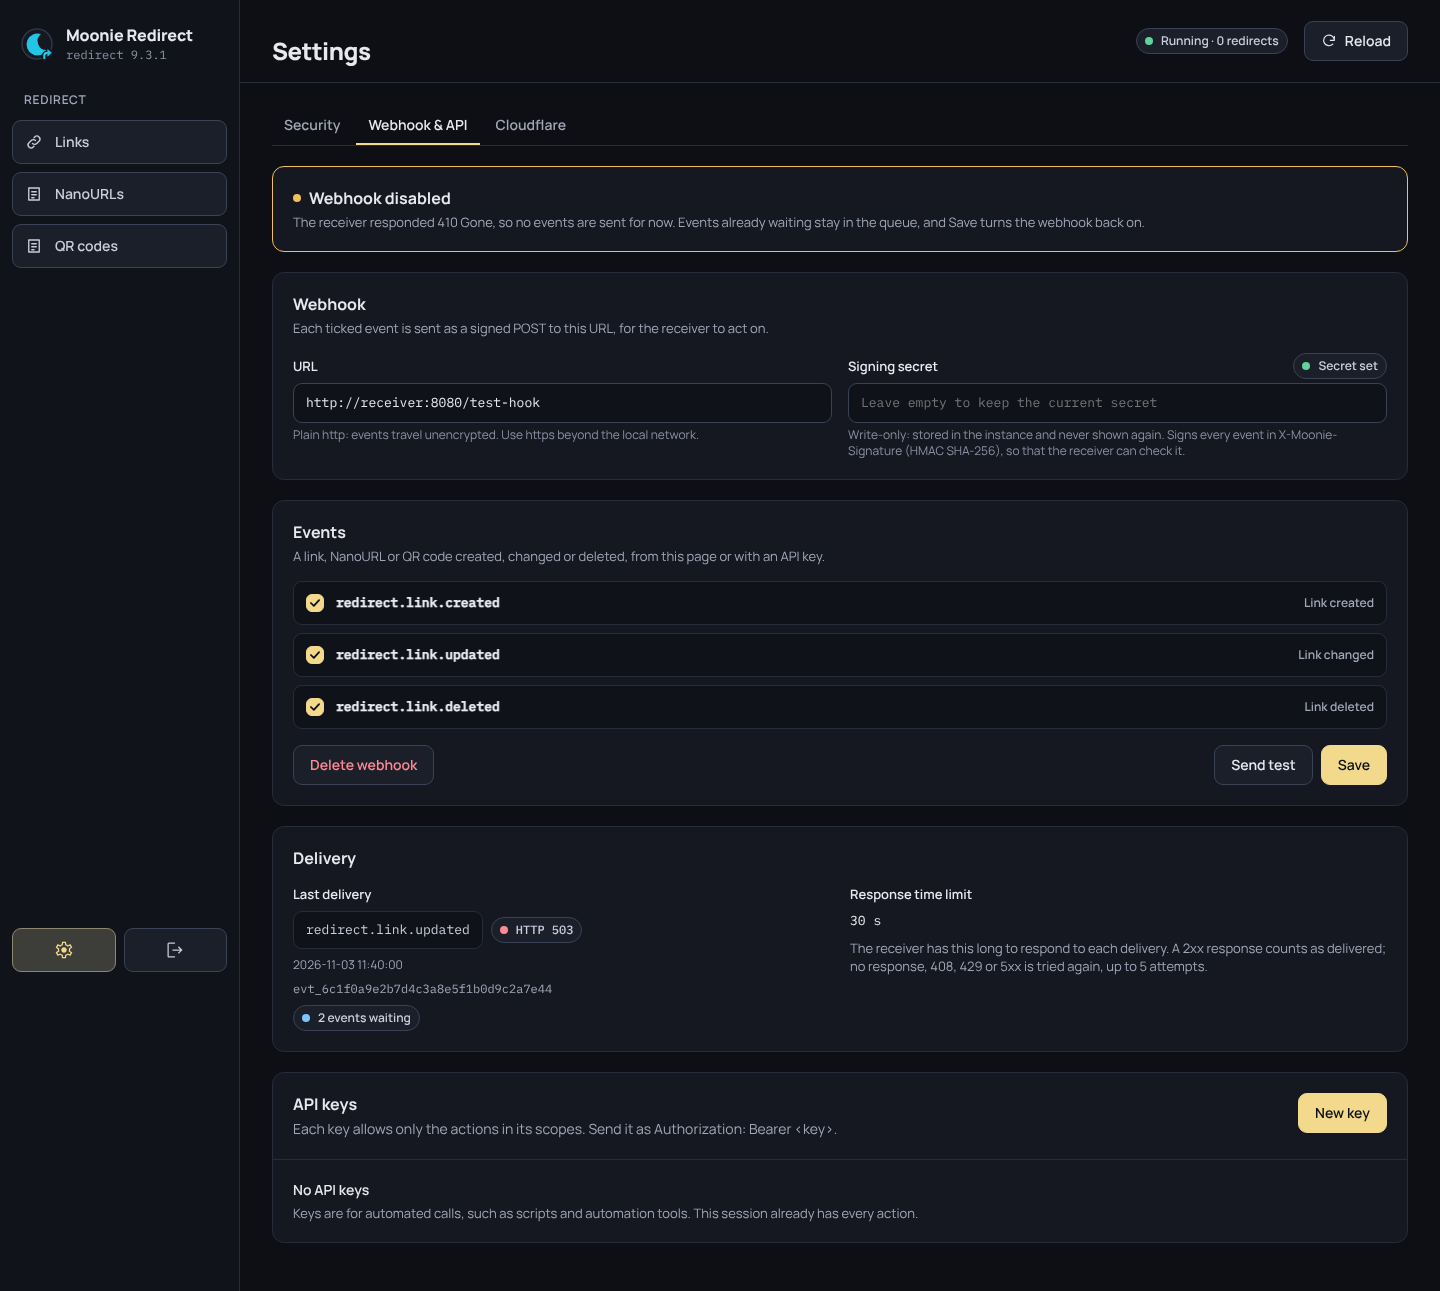 Moonie Redirect
redirect 9.3.1
REDIRECT
Links
NanoURLs
QR codes
Settings
Running · 0 redirects
Reload
Security
Webhook & API
Cloudflare
Webhook disabled
The receiver responded 410 Gone, so no events are sent for now. Events already waiting stay in the queue, and Save turns the webhook back on.
Webhook
Each ticked event is sent as a signed POST to this URL, for the receiver to act on.
URL
http://receiver:8080/test-hook
Plain http: events travel unencrypted. Use https beyond the local network.
Signing secret
Secret set
Leave empty to keep the current secret
Write-only: stored in the instance and never shown again. Signs every event in X-Moonie-
Signature (HMAC SHA-256), so that the receiver can check it.
Events
A link, NanoURL or QR code created, changed or deleted, from this page or with an API key.
redirect.link.created
Link created
redirect.link.updated
Link changed
redirect.link.deleted
Link deleted
Delete webhook
Send test
Save
Delivery
Last delivery
redirect.link.updated
HTTP 503
2026-11-03 11:40:00
evt_6c1f0a9e2b7d4c3a8e5f1b0d9c2a7e44
2 events waiting
Response time limit
30 s
The receiver has this long to respond to each delivery. A 2xx response counts as delivered;
no response, 408, 429 or 5xx is tried again, up to 5 attempts.
API keys
Each key allows only the actions in its scopes. Send it as Authorization: Bearer <key>.
New key
No API keys
Keys are for automated calls, such as scripts and automation tools. This session already has every action.